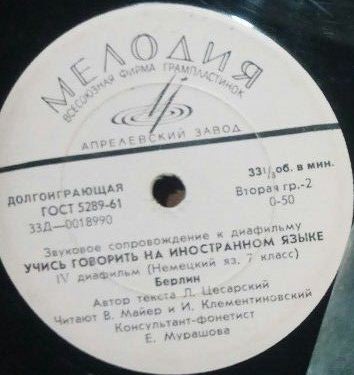 МЕЛОДИЯ
ВСЕСОЮЗНАЯ ФИРМА ГРАМПЛАСТИНОК
АПРЕЛЕВСКИЙ ЗАВОД
ДОЛГОИГРАЮЩАЯ
ГОСТ 5289-61
33Д—0018990
33⅓ об. в мин.
Вторая гр.-2
0-50
Звуковое сопровождение к диафильму
УЧИСЬ ГОВОРИТЬ НА ИНОСТРАННОМ ЯЗЫКЕ
IV диафильм (Немецкий яз. 7 класс)
Берлин
Автор текста Л. Цесарский
Читают В. Майер и И. Клементиновский
Консультант-фонетист
Е. Мурашова